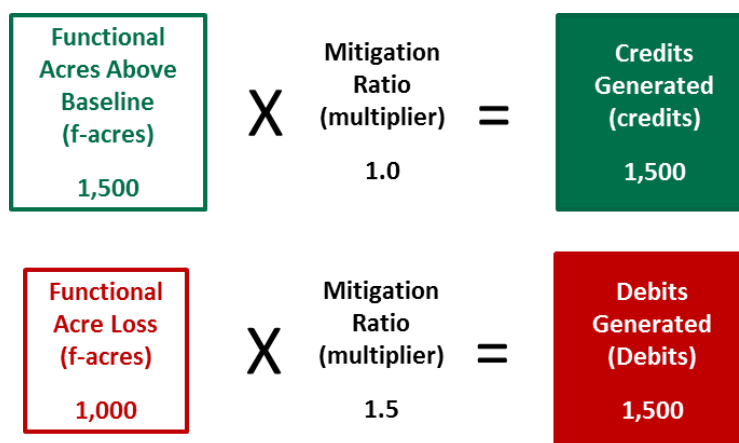 Functional
Acres Above
Baseline
(f-acres)
1,500
X
Mitigation
Ratio
(multiplier)
1.0
=
Credits
Generated
(credits)
1,500
Functional
Acre Loss
(f-acres)
1,000
X
Mitigation
Ratio
(multiplier)
1.5
=
Debits
Generated
(Debits)
1,500